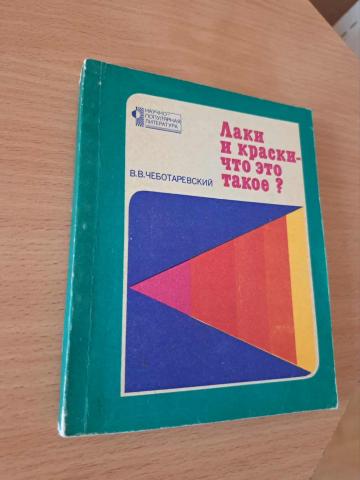 НАУЧНО-
ПОПУЛЯРНАЯ
ЛИТЕРАТУРА
Лаки
и краски-
что это
такое?
В.В.ЧЕБОТАРЕВСКИЙ